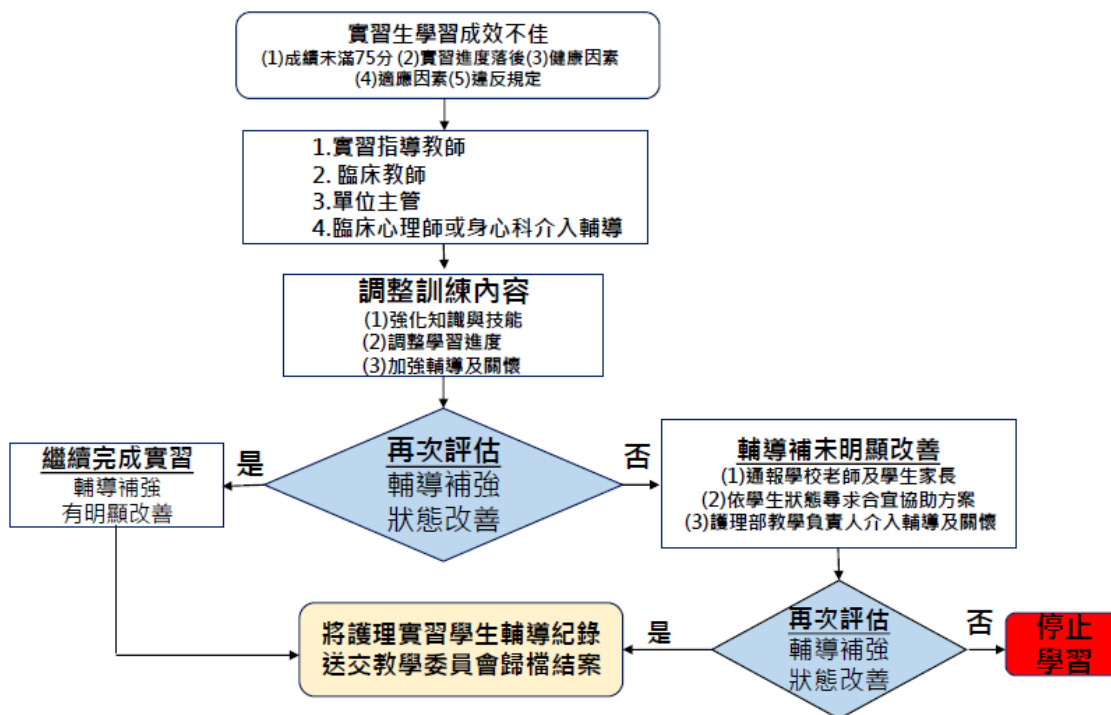 實習生學習成效不佳
(1)成績未滿75分 (2)實習進度落後(3)健康因素
(4)適應因素(5)違反規定
1.實習指導教師
2. 臨床教師
3.單位主管
4.臨床心理師或身心科介入輔導
調整訓練內容
(1)強化知識與技能
(2)調整學習進度
(3)加強輔導及關懷
再次評估
輔導補強
狀態改善
是
繼續完成實習
輔導補強
有明顯改善
否
輔導補未明顯改善
(1)通報學校老師及學生家長
(2)依學生狀態尋求合宜協助方案
(3)護理部教學負責人介入輔導及關懷
再次評估
輔導補強
狀態改善
是
將護理實習學生輔導紀錄
送交教學委員會歸檔結案
否
停止
學習